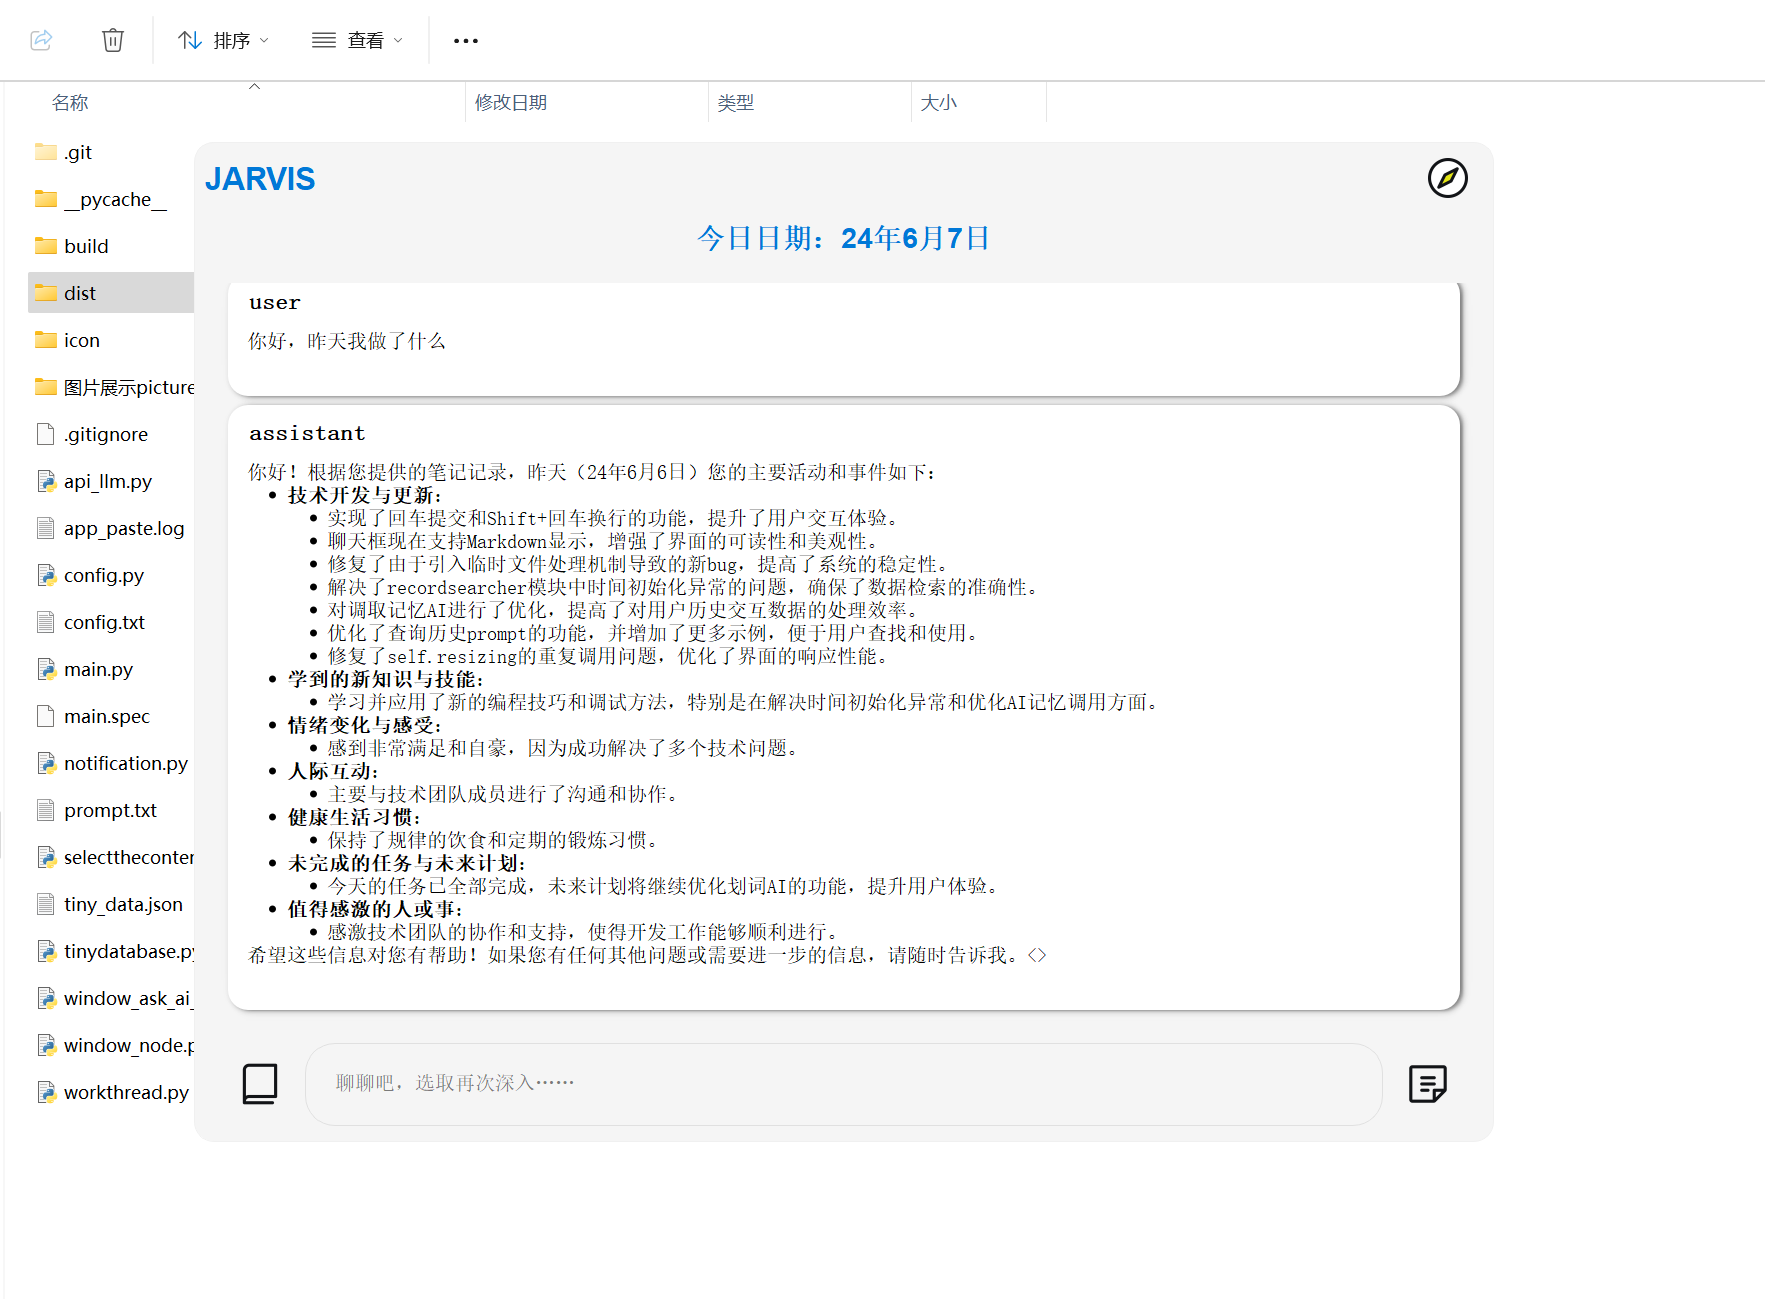 排序
查看
名称
修改日期
类型
大小
.git
__pycache__
build
dist
icon
图片展示picture
.gitignore
api_llm.py
app_paste.log
config.py
config.txt
main.py
main.spec
notification.py
prompt.txt
selecttheconter
tiny_data.json
tinydatabase.py
window_ask_ai_
window_node.p
workthread.py
JARVIS
今日日期：24年6月7日
user
你好，昨天我做了什么
assistant
你好！根据您提供的笔记记录，昨天（24年6月6日）您的主要活动和事件如下：
• 技术开发与更新：
• 实现了回车提交和Shift+回车换行的功能，提升了用户交互体验。
• 聊天框现在支持Markdown显示，增强了界面的可读性和美观性。
• 修复了由于引入临时文件处理机制导致的新bug，提高了系统的稳定性。
• 解决了recordsearcher模块中时间初始化异常的问题，确保了数据检索的准确性。
• 对调取记忆AI进行了优化，提高了对用户历史交互数据的处理效率。
• 优化了查询历史prompt的功能，并增加了更多示例，便于用户查找和使用。
• 修复了self.resizing的重复调用问题，优化了界面的响应性能。
• 学到的新知识与技能：
• 学习并应用了新的编程技巧和调试方法，特别是在解决时间初始化异常和优化AI记忆调用方面。
• 情绪变化与感受：
• 感到非常满足和自豪，因为成功解决了多个技术问题。
• 人际互动：
• 主要与技术团队成员进行了沟通和协作。
• 健康生活习惯：
• 保持了规律的饮食和定期的锻炼习惯。
• 未完成的任务与未来计划：
• 今天的任务已全部完成，未来计划将继续优化划词AI的功能，提升用户体验。
• 值得感激的人或事：
• 感激技术团队的协作和支持，使得开发工作能够顺利进行。
希望这些信息对您有帮助！如果您有任何其他问题或需要进一步的信息，请随时告诉我。<>
聊聊吧，选取再次深入……